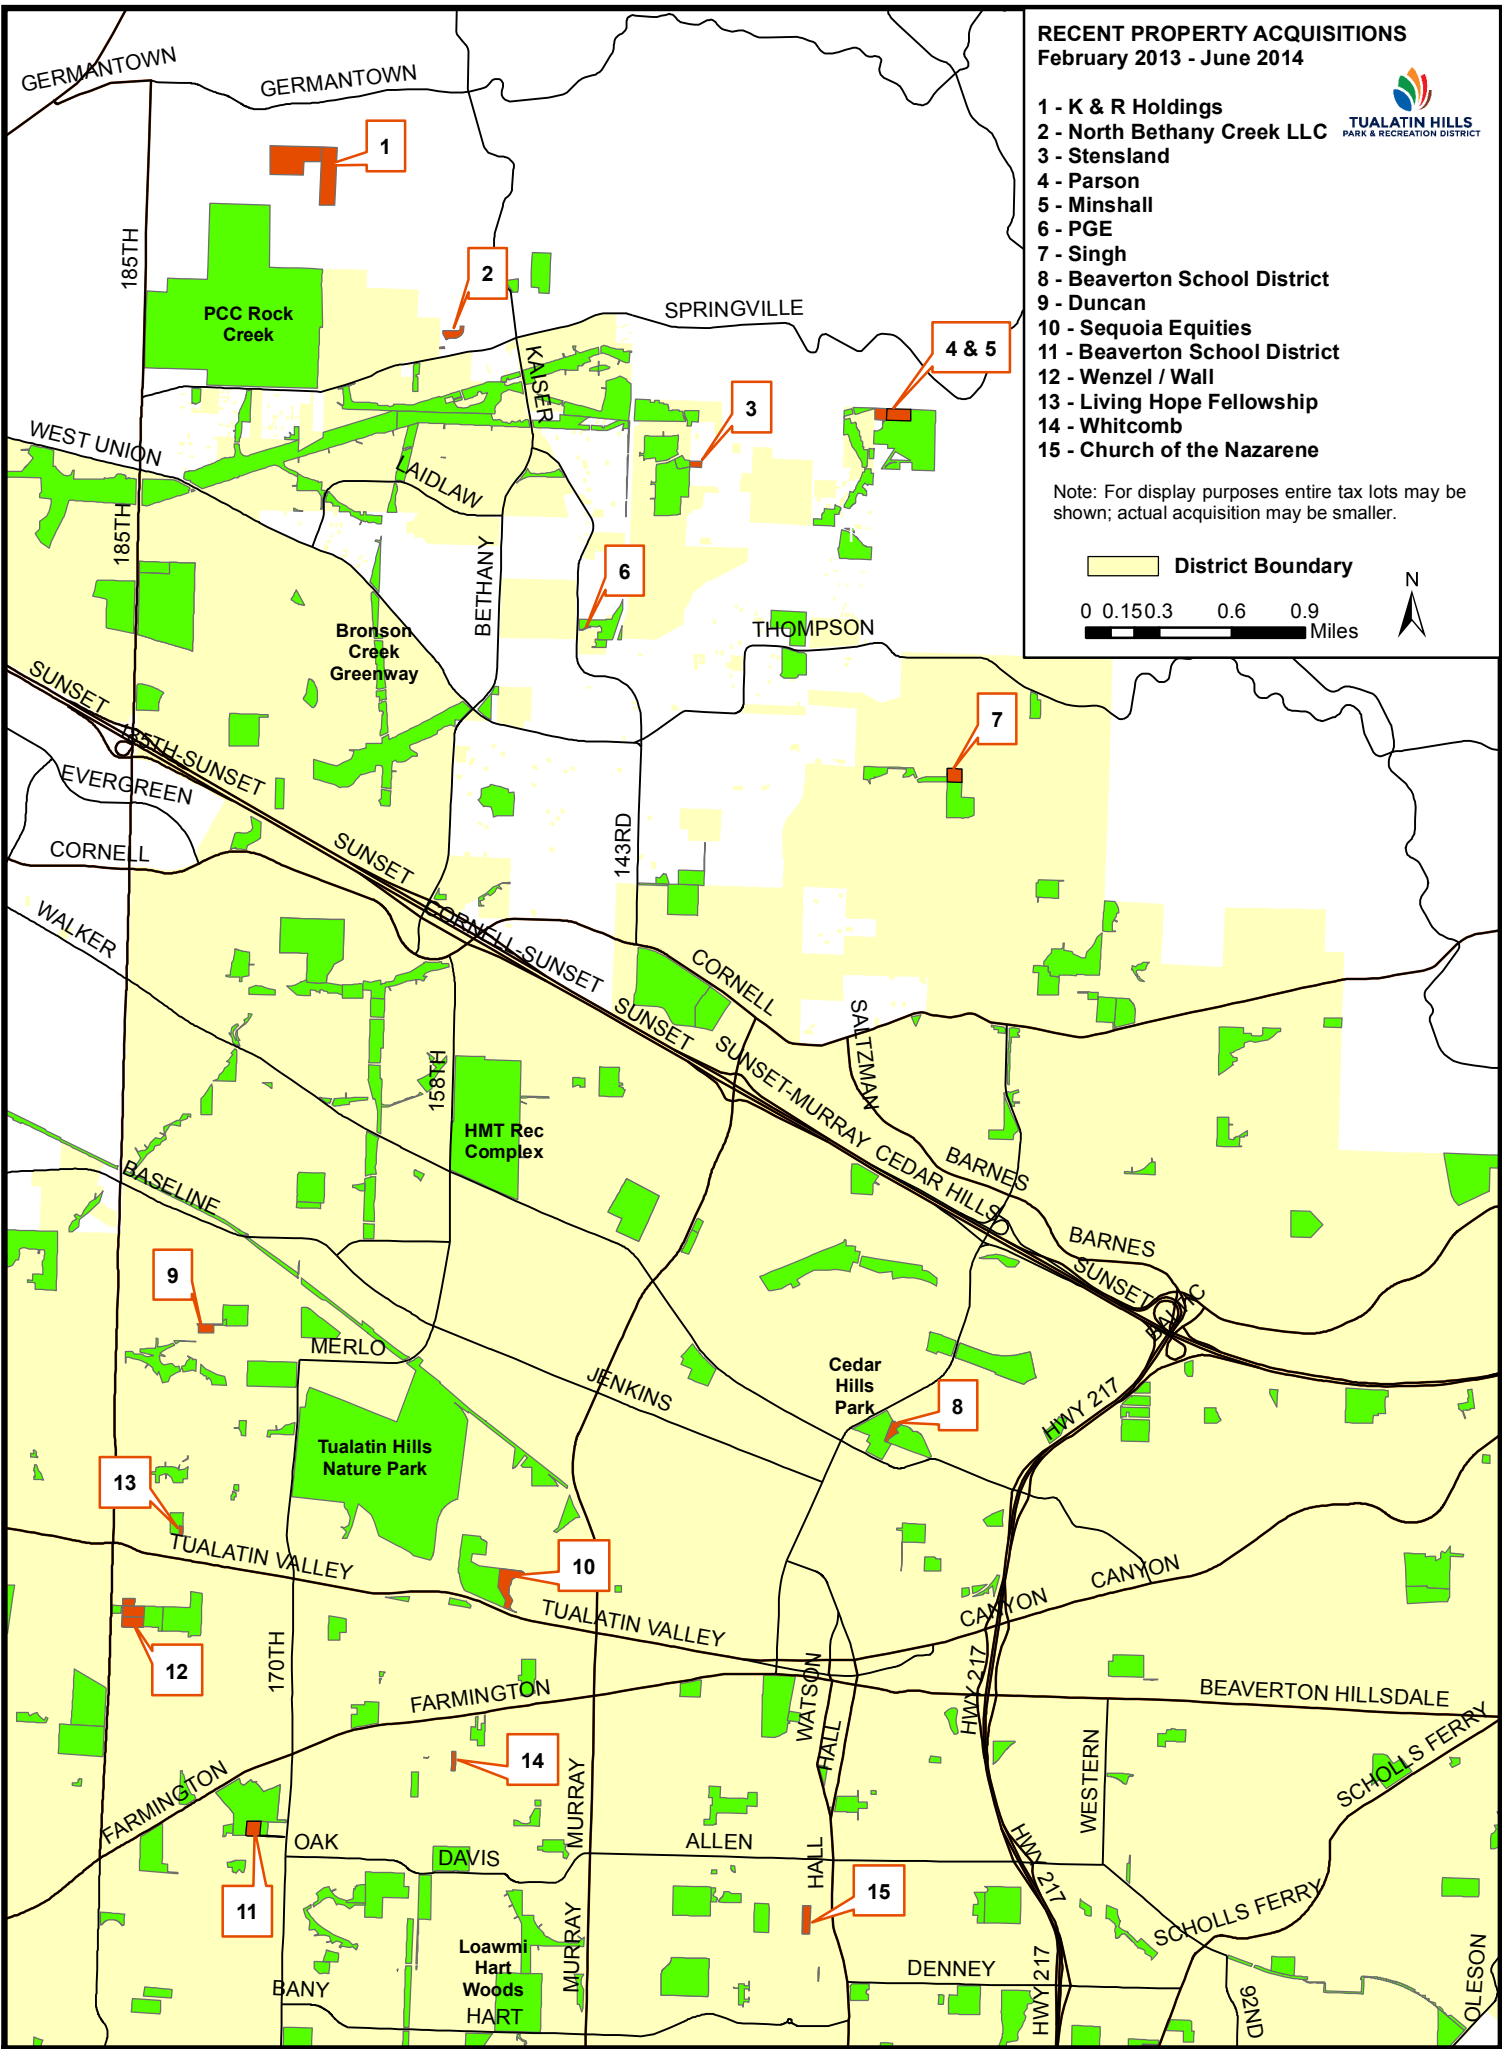 RECENT PROPERTY ACQUISITIONS
February 2013 - June 2014
1 - K & R Holdings
2 - North Bethany Creek LLC
3 - Stensland
4 - Parson
5 - Minshall
6 - PGE
7 - Singh
8 - Beaverton School District
9 - Duncan
10 - Sequoia Equities
11 - Beaverton School District
12 - Wenzel / Wall
13 - Living Hope Fellowship
14 - Whitcomb
15 - Church of the Nazarene
TUALATIN HILLS
PARK & RECREATION DISTRICT
Note: For display purposes entire tax lots may be
shown; actual acquisition may be smaller.
District Boundary
N
0 0.15 0.3 0.6 0.9
Miles
GERMANTOWN
GERMANTOWN
1
185TH
2
PCC Rock
Creek
SPRINGVILLE
4 & 5
KAISER
3
WEST UNION
LAIDLAW
185TH
BETHANY
6
Bronson
Creek
Greenway
THOMPSON
SUNSET
185TH-SUNSET
7
EVERGREEN
CORNELL
SUNSET
143RD
WALKER
CORNELL-SUNSET
CORNELL
SUNSET
SALTZMAN
SUNSET-MURRAY
158TH
HMT Rec
Complex
CEDAR HILLS
BARNES
BASELINE
BARNES
SUNSET
BALTIC
9
MERLO
JENKINS
Cedar
Hills
Park
8
HWY 217
Tualatin Hills
Nature Park
13
TUALATIN VALLEY
10
CANYON
CANYON
TUALATIN VALLEY
12
170TH
WATSON
HALL
HWY 217
FARMINGTON
BEAVERTON HILLSDALE
14
WESTERN
SCHOLLS FERRY
FARMINGTON
MURRAY
OAK
DAVIS
ALLEN
HALL
HWY 217
11
15
SCHOLLS FERRY
Loawmi
Hart
Woods
MURRAY
DENNEY
HWY 217
OLESON
BANY
HART
92ND